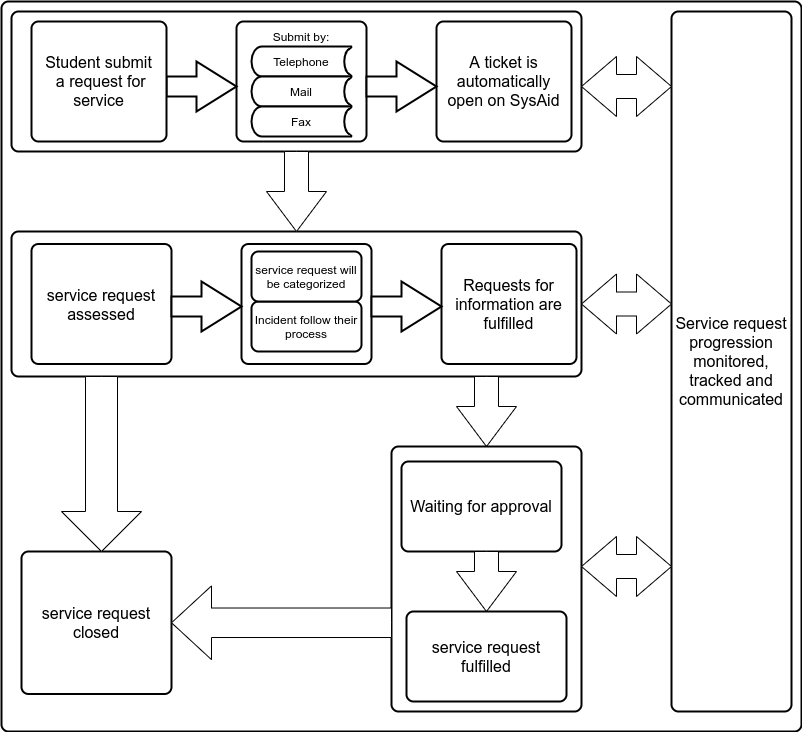 Student submit
a request for
service
Submit by:
Telephone
Mail
Fax
A ticket is
automatically
open on SysAid
service request
assessed
service request will
be categorized
Incident follow their
process
Requests for
information are
fulfilled
Service request
progression
monitored,
tracked and
communicated
Waiting for approval
service request
fulfilled
service request
closed